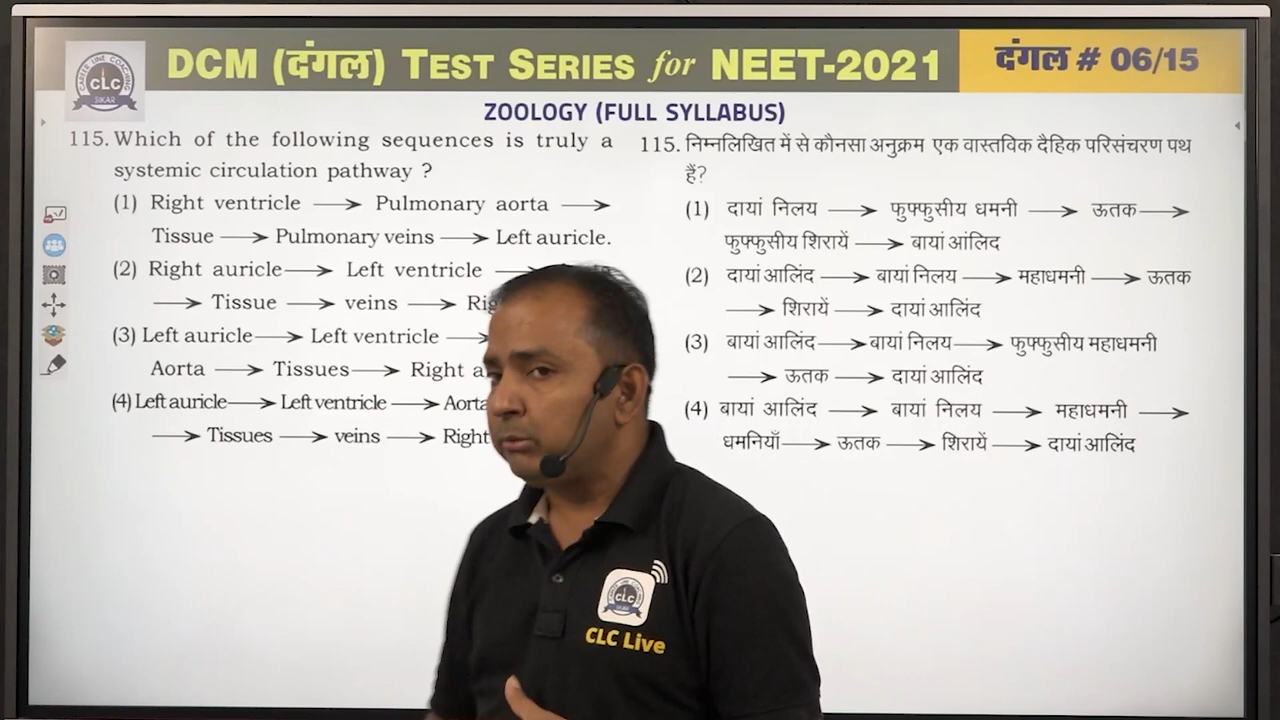 DCM (दंगल) TEST SERIES for NEET-2021
दंगल # 06/15
CAREER LINE COACHING
CLC
SIKAR
ZOOLOGY (FULL SYLLABUS)
115. Which of the following sequences is truly a
systemic circulation pathway ?
(1) Right ventricle → Pulmonary aorta →
Tissue → Pulmonary veins → Left auricle.
(2) Right auricle → Left ventricle →
→ Tissue → veins →
(3) Left auricle → Left ventricle →
Aorta → Tissues → Right
(4) Left auricle → Left ventricle → Aorta
→ Tissues → veins → Right
115. निम्नलिखित में से कौनसा अनुक्रम एक वास्तविक दैहिक परिसंचरण पथ
हैं?
(1) दायां निलय → फुफ्फुसीय धमनी → ऊतक →
फुफ्फुसीय शिरायें → बायां आंलिद
(2) दायां आलिंद → बायां निलय → महाधमनी → ऊतक
→ शिरायें → दायां आलिंद
(3) बायां आलिंद → बायां निलय → फुफ्फुसीय महाधमनी
→ ऊतक → दायां आलिंद
(4) बायां आलिंद → बायां निलय → महाधमनी →
धमनियाँ → ऊतक → शिरायें → दायां आलिंद
CLC
CLC Live